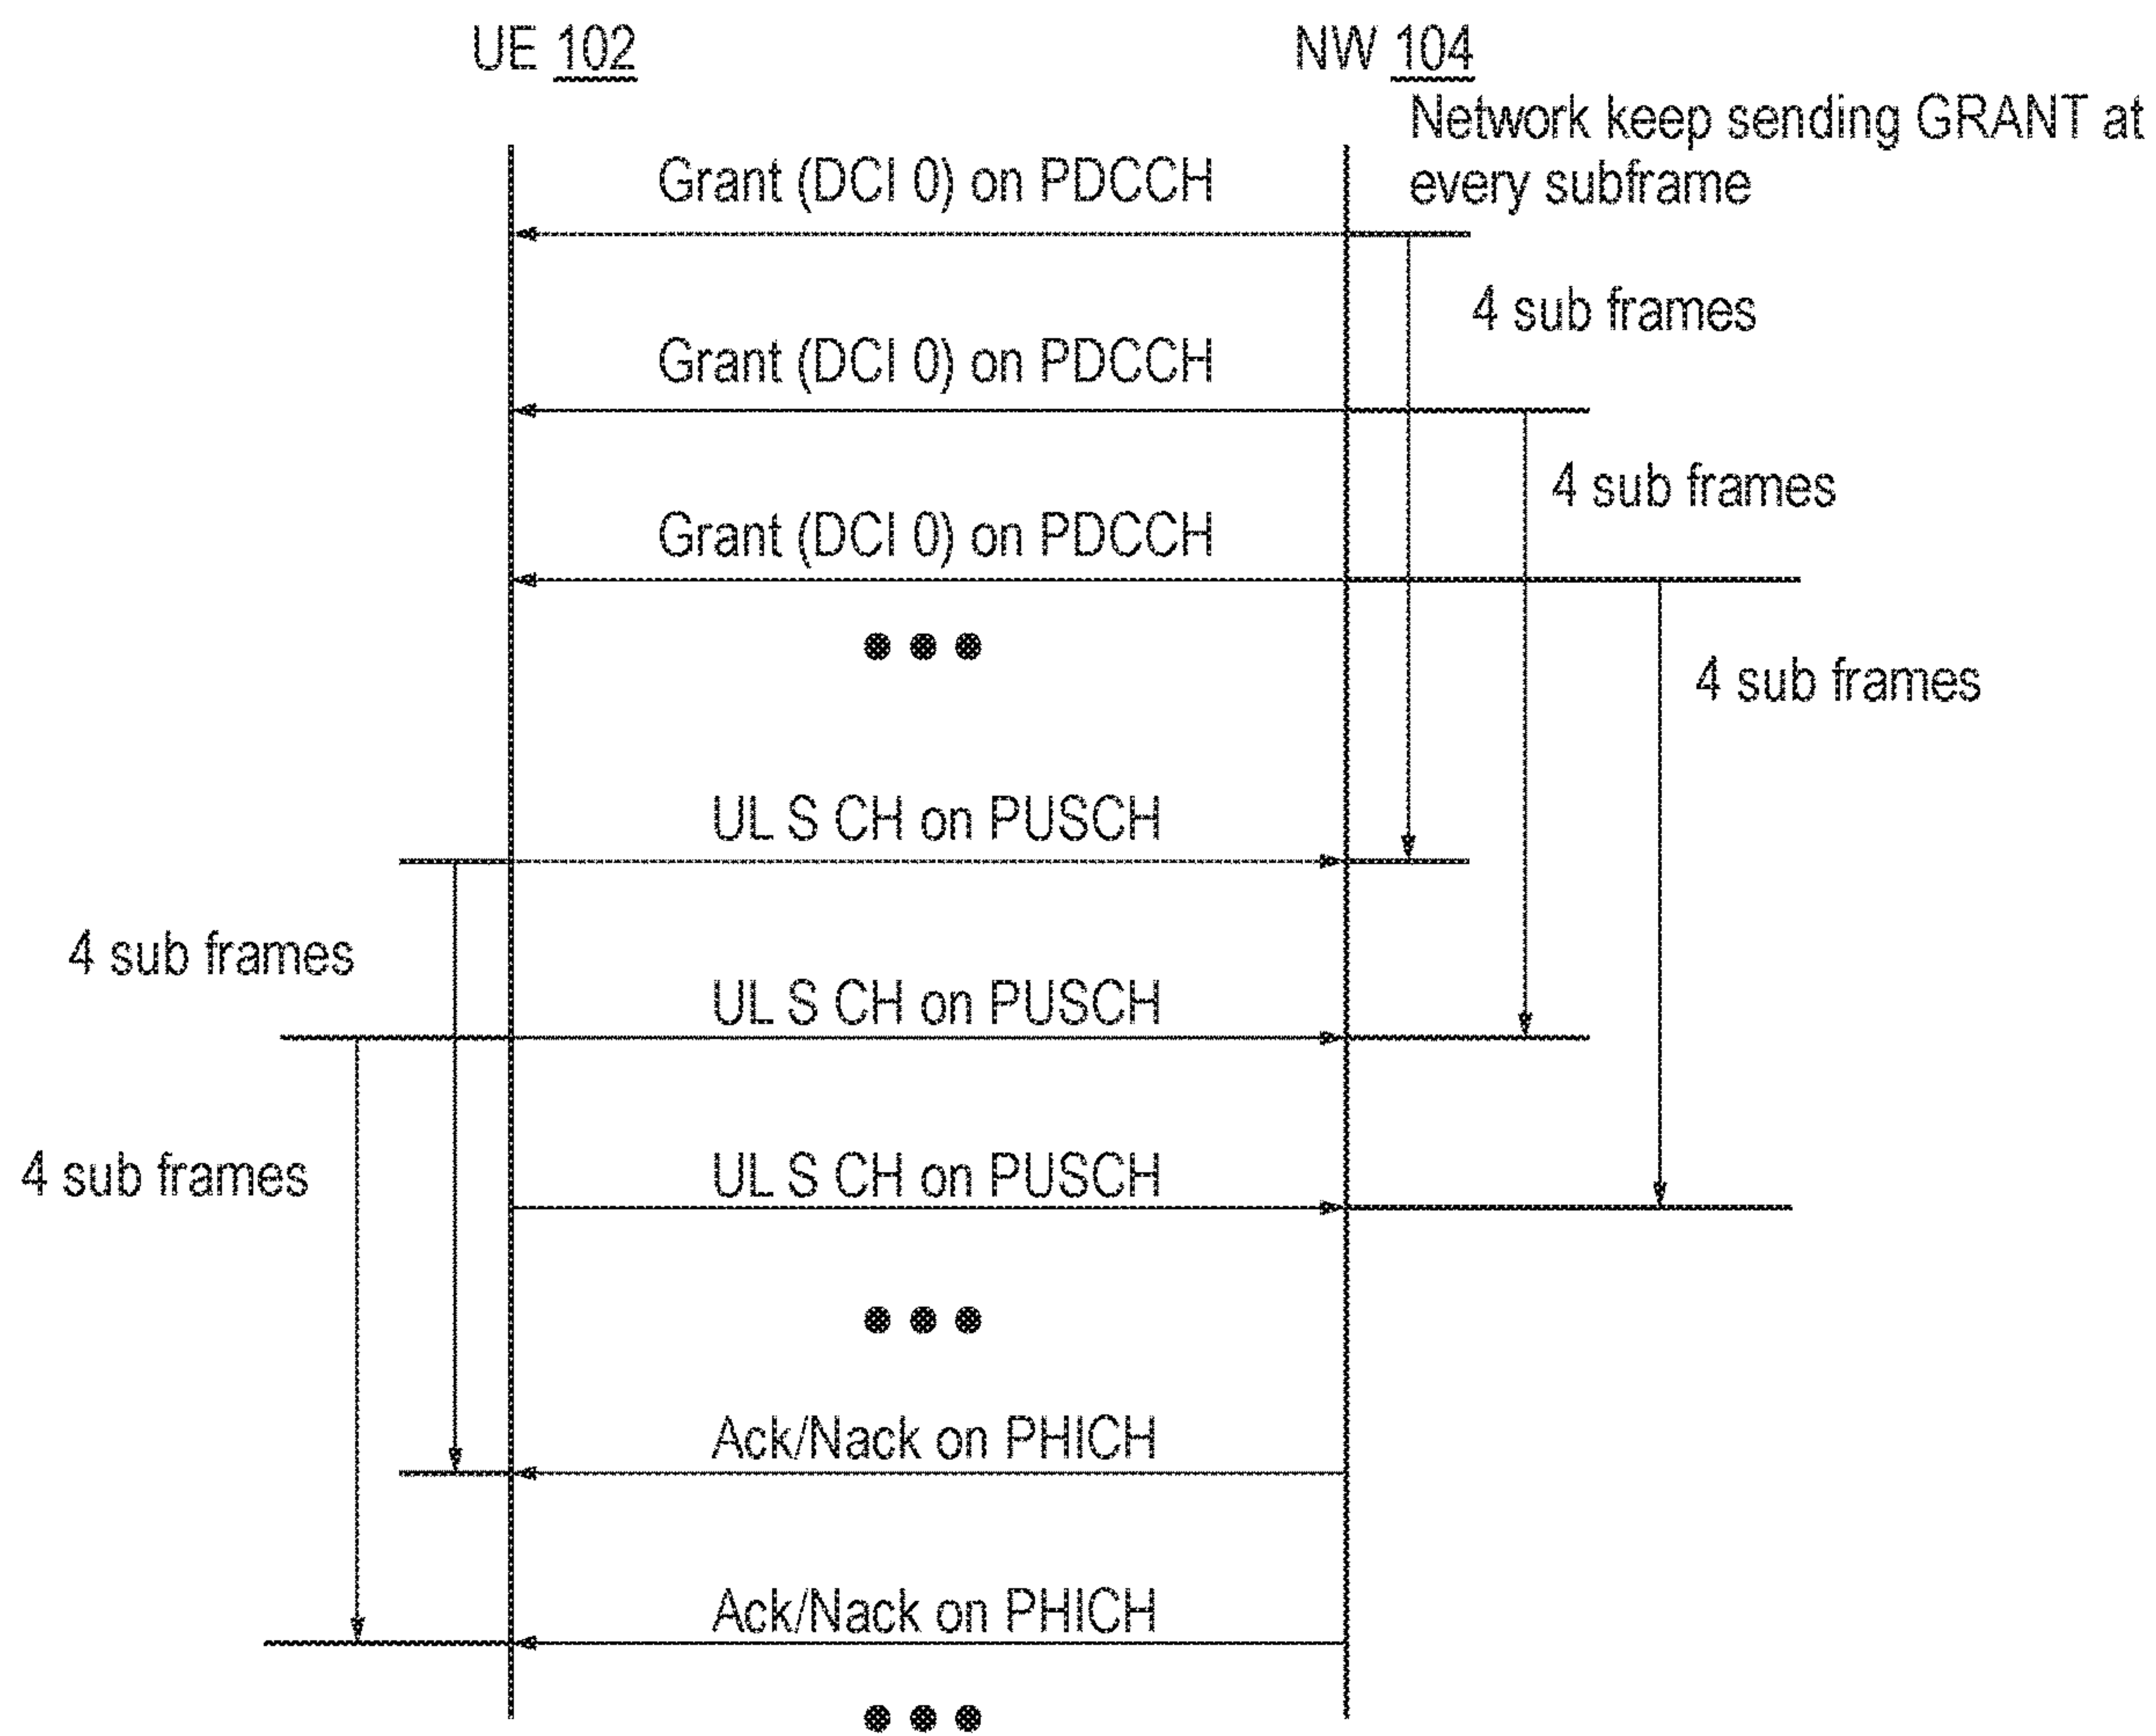 UE 102
NW 104
Network keep sending GRANT at
every subframe
Grant (DCI 0) on PDCCH
4 sub frames
Grant (DCI 0) on PDCCH
4 sub frames
Grant (DCI 0) on PDCCH
4 sub frames
UL S CH on PUSCH
4 sub frames
UL S CH on PUSCH
4 sub frames
UL S CH on PUSCH
Ack/Nack on PHICH
Ack/Nack on PHICH